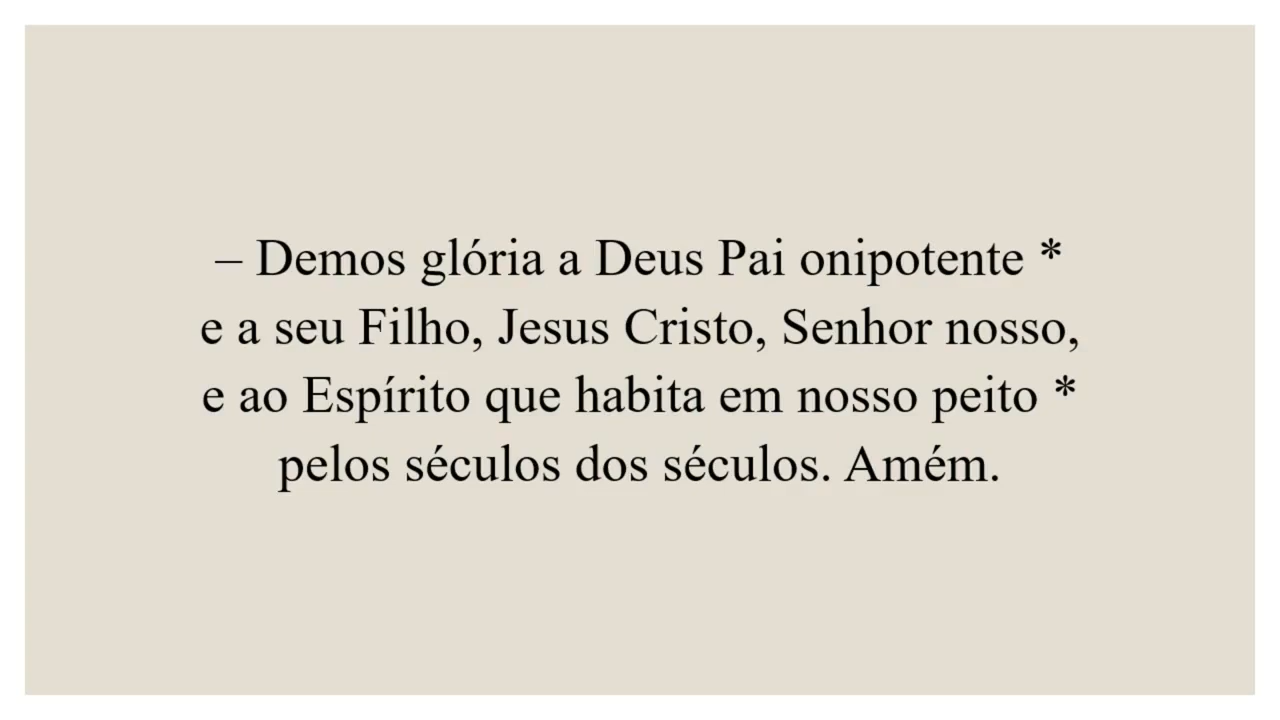 – Demos glória a Deus Pai onipotente *
e a seu Filho, Jesus Cristo, Senhor nosso,
e ao Espírito que habita em nosso peito *
pelos séculos dos séculos. Amém.